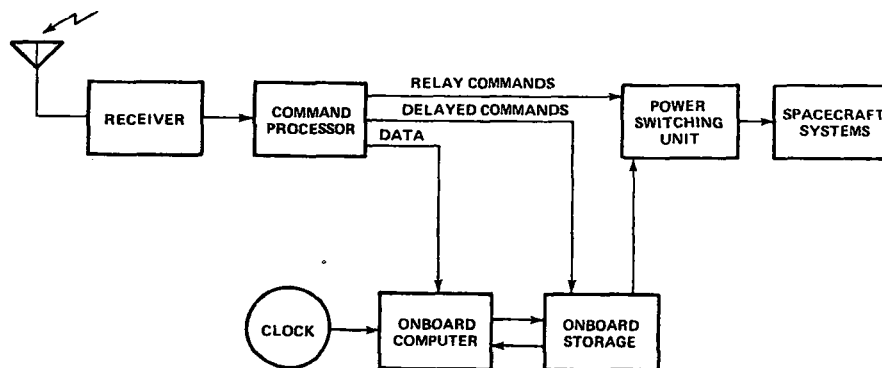 RELAY COMMANDS
RECEIVER
COMMAND
PROCESSOR
DELAYED COMMANDS
DATA
POWER
SWITCHING
UNIT
SPACECRAFT
SYSTEMS
CLOCK
ONBOARD
COMPUTER
ONBOARD
STORAGE